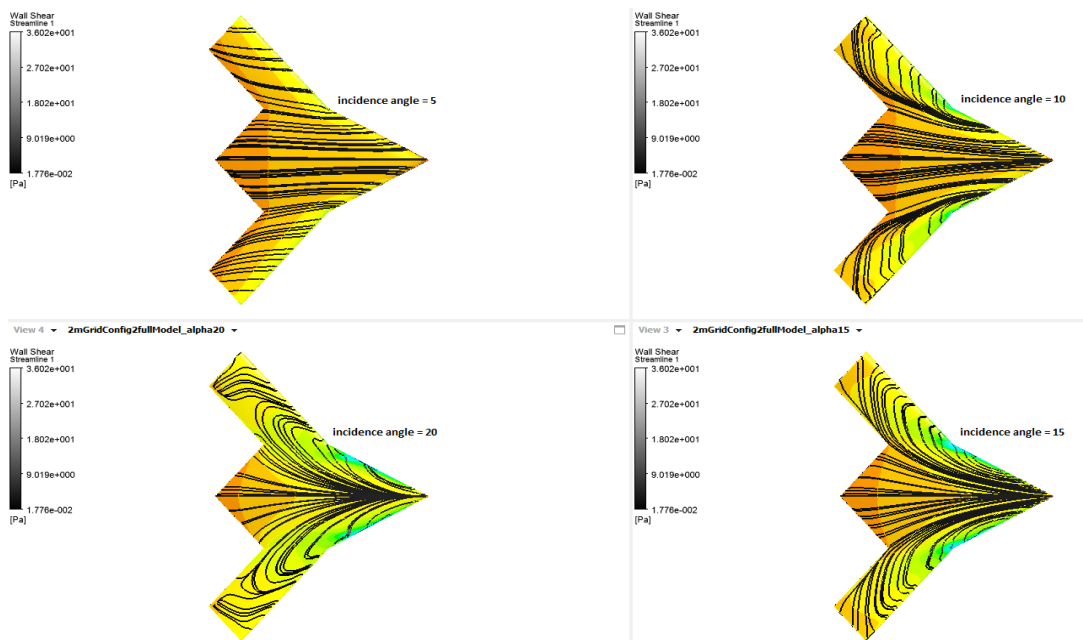 Wall Shear
Streamline 1
3.602e+001
2.702e+001
1.802e+001
9.019e+000
1.776e-002
[Pa]
incidence angle = 5
Wall Shear
Streamline 1
3.602e+001
2.702e+001
1.802e+001
9.019e+000
1.776e-002
[Pa]
incidence angle = 10
View 4 2mGridConfig2fullModel_alpha20
Wall Shear
Streamline 1
3.602e+001
2.702e+001
1.802e+001
9.019e+000
1.776e-002
[Pa]
incidence angle = 20
View 3 2mGridConfig2fullModel_alpha15
Wall Shear
Streamline 1
3.602e+001
2.702e+001
1.802e+001
9.019e+000
1.776e-002
[Pa]
incidence angle = 15